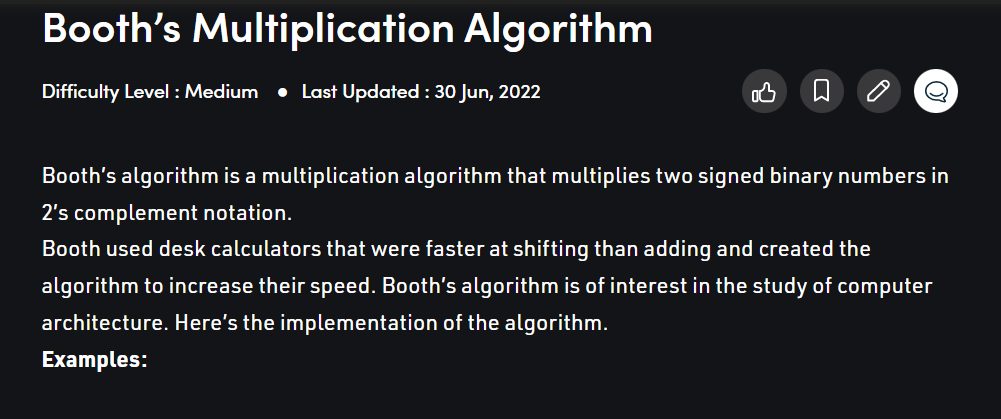 Booth’s Multiplication Algorithm
Difficulty Level : Medium ● Last Updated : 30 Jun, 2022
Booth’s algorithm is a multiplication algorithm that multiplies two signed binary numbers in
2’s complement notation.
Booth used desk calculators that were faster at shifting than adding and created the
algorithm to increase their speed. Booth’s algorithm is of interest in the study of computer
architecture. Here’s the implementation of the algorithm.
Examples: